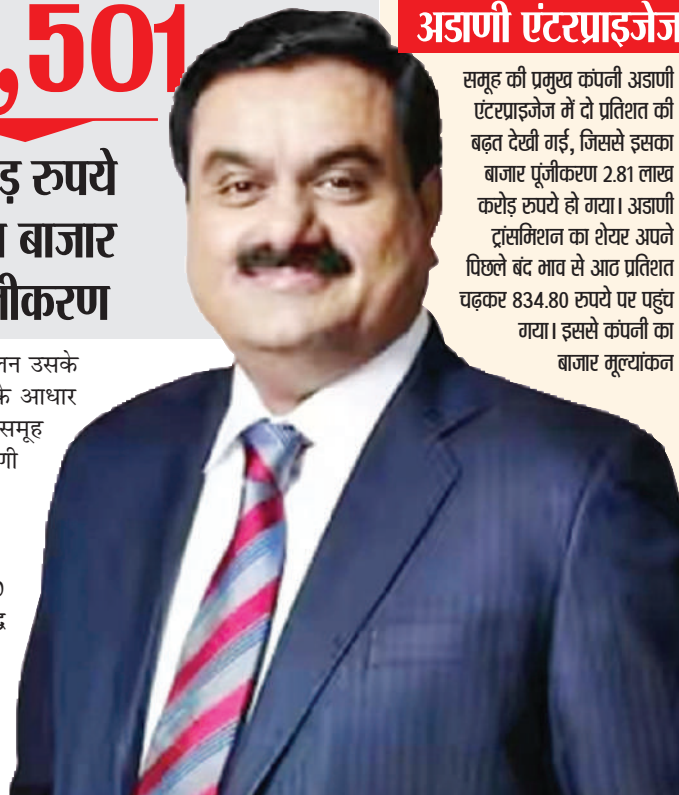 ,501
रुपये
बाजार
उसके
आधार
समूह
अडाणी एंटरप्राइजेज
समूह की प्रमुख कंपनी अडाणी
एंटरप्राइजेज में दो प्रतिशत की
बढ़त देखी गई, जिससे इसका
बाजार पूंजीकरण 2.81 लाख
करोड़ रुपये हो गया। अडाणी
ट्रांसमिशन का शेयर अपने
पिछले बंद भाव से आठ प्रतिशत
चढ़कर 834.80 रुपये पर पहुंच
गया। इससे कंपनी का
बाजार मूल्यांकन